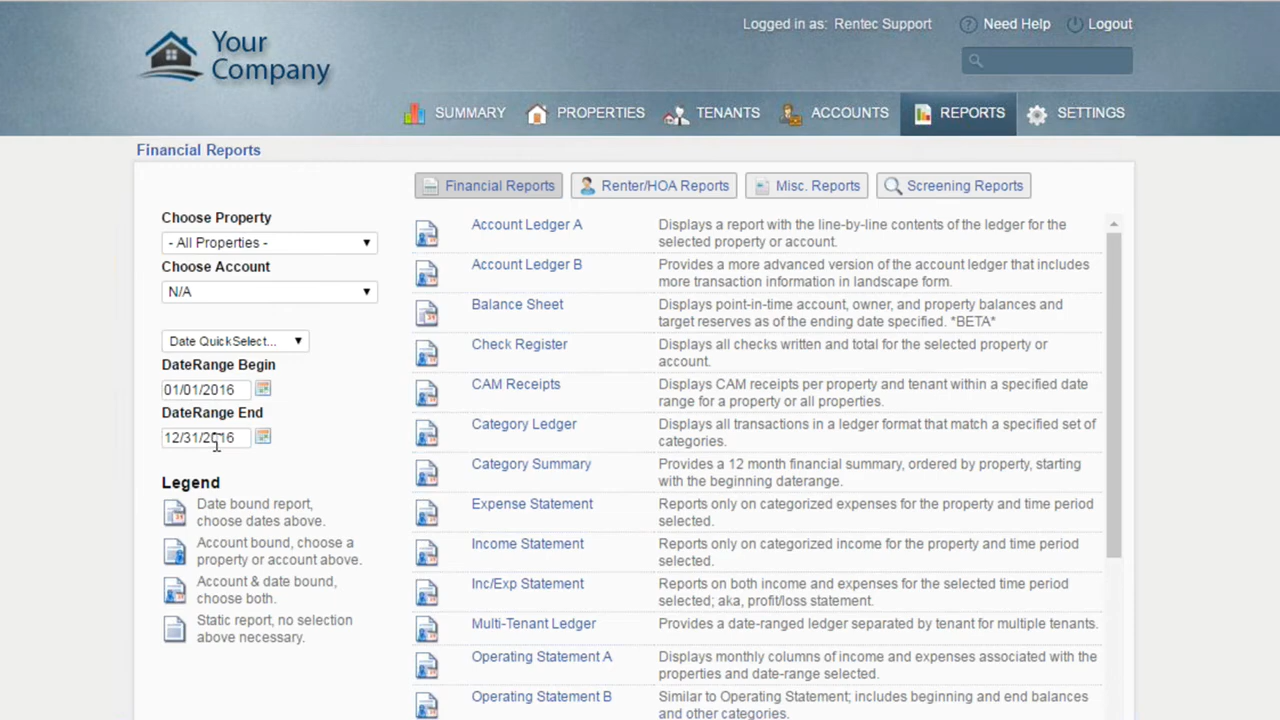 Logged in as: Rentec Support
Need Help
Logout
Your
Company
SUMMARY
PROPERTIES
TENANTS
ACCOUNTS
REPORTS
SETTINGS
Financial Reports
Choose Property
- All Properties -
Choose Account
N/A
Date QuickSelect...
DateRange Begin
01/01/2016
DateRange End
12/31/2016
Legend
Date bound report,
choose dates above.
Account bound, choose a
property or account above.
Account & date bound,
choose both.
Static report, no selection
above necessary.
Financial Reports
Renter/HOA Reports
Misc. Reports
Screening Reports
Account Ledger A
Displays a report with the line-by-line contents of the ledger for the
selected property or account.
Account Ledger B
Provides a more advanced version of the account ledger that includes
more transaction information in landscape form.
Balance Sheet
Displays point-in-time account, owner, and property balances and
target reserves as of the ending date specified. *BETA*
Check Register
Displays all checks written and total for the selected property or
account.
CAM Receipts
Displays CAM receipts per property and tenant within a specified date
range for a property or all properties.
Category Ledger
Displays all transactions in a ledger format that match a specified set of
categories.
Category Summary
Provides a 12 month financial summary, ordered by property, starting
with the beginning daterange.
Expense Statement
Reports only on categorized expenses for the property and time period
selected.
Income Statement
Reports only on categorized income for the property and time period
selected.
Inc/Exp Statement
Reports on both income and expenses for the selected time period
selected; aka, profit/loss statement.
Multi-Tenant Ledger
Provides a date-ranged ledger separated by tenant for multiple tenants.
Operating Statement A
Displays monthly columns of income and expenses associated with the
properties and date-range selected.
Operating Statement B
Similar to Operating Statement; includes beginning and end balances
and other categories.